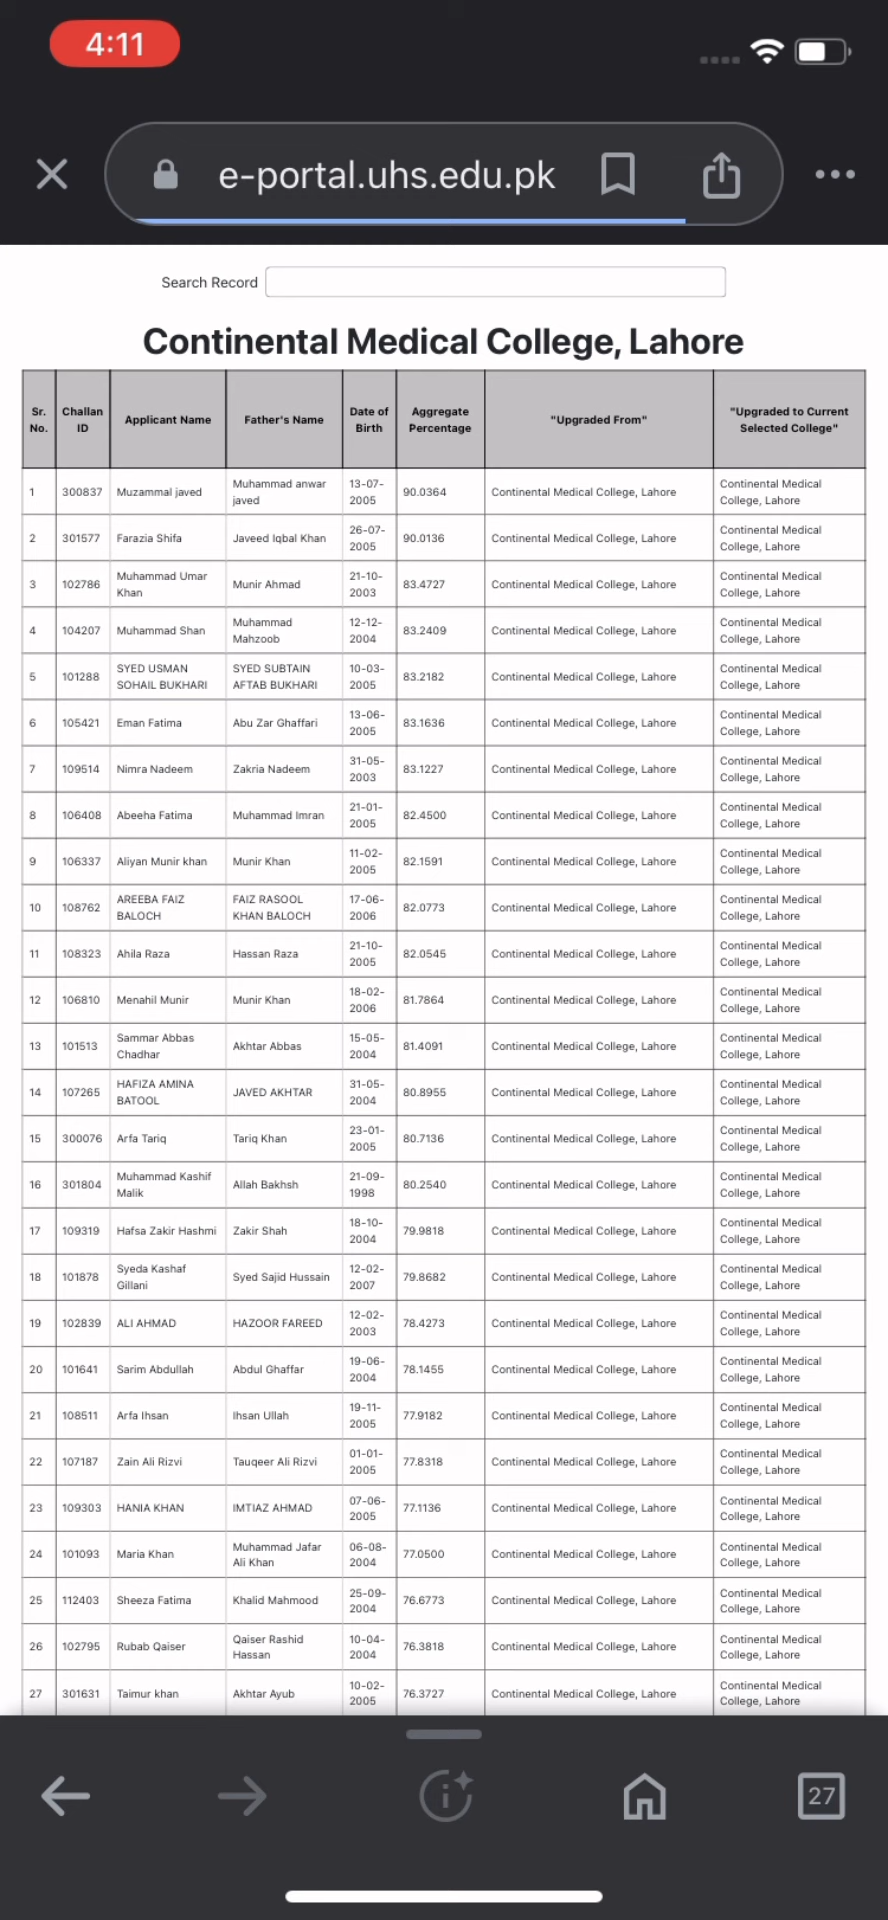 4:11
e-portal.uhs.edu.pk
Search Record
Continental Medical College, Lahore
Sr. No. Challan ID Applicant Name Father's Name Date of Birth Aggregate Percentage "Upgraded From" "Upgraded to Current Selected College"
1 300837 Muzammal javed Muhammad anwar javed 13-07-2005 90.0364 Continental Medical College, Lahore Continental Medical College, Lahore
2 301577 Farazia Shifa Javeed Iqbal Khan 26-07-2005 90.0136 Continental Medical College, Lahore Continental Medical College, Lahore
3 102786 Muhammad Umar Khan Munir Ahmad 21-10-2003 83.4727 Continental Medical College, Lahore Continental Medical College, Lahore
4 104207 Muhammad Shan Muhammad Mahzoob 12-12-2004 83.2409 Continental Medical College, Lahore Continental Medical College, Lahore
5 101288 SYED USMAN SOHAIL BUKHARI SYED SUBTAIN AFTAB BUKHARI 10-03-2005 83.2182 Continental Medical College, Lahore Continental Medical College, Lahore
6 105421 Eman Fatima Abu Zar Ghaffari 13-06-2005 83.1636 Continental Medical College, Lahore Continental Medical College, Lahore
7 109514 Nimra Nadeem Zakria Nadeem 31-05-2003 83.1227 Continental Medical College, Lahore Continental Medical College, Lahore
8 106408 Abeeha Fatima Muhammad Imran 21-01-2005 82.4500 Continental Medical College, Lahore Continental Medical College, Lahore
9 106337 Aliyan Munir khan Munir Khan 11-02-2005 82.1591 Continental Medical College, Lahore Continental Medical College, Lahore
10 108762 AREEBA FAIZ BALOCH FAIZ RASOOL KHAN BALOCH 17-06-2006 82.0773 Continental Medical College, Lahore Continental Medical College, Lahore
11 108323 Ahila Raza Hassan Raza 21-10-2005 82.0545 Continental Medical College, Lahore Continental Medical College, Lahore
12 106810 Menahil Munir Munir Khan 18-02-2006 81.7864 Continental Medical College, Lahore Continental Medical College, Lahore
13 101513 Sammar Abbas Chadhar Akhtar Abbas 15-05-2004 81.4091 Continental Medical College, Lahore Continental Medical College, Lahore
14 107265 HAFIZA AMINA BATOOL JAVED AKHTAR 31-05-2004 80.8955 Continental Medical College, Lahore Continental Medical College, Lahore
15 300076 Arfa Tariq Tariq Khan 23-01-2005 80.7136 Continental Medical College, Lahore Continental Medical College, Lahore
16 301804 Muhammad Kashif Malik Allah Bakhsh 21-09-1998 80.2540 Continental Medical College, Lahore Continental Medical College, Lahore
17 109319 Hafsa Zakir Hashmi Zakir Shah 18-10-2004 79.9818 Continental Medical College, Lahore Continental Medical College, Lahore
18 101878 Syeda Kashaf Gillani Syed Sajid Hussain 12-02-2007 79.8682 Continental Medical College, Lahore Continental Medical College, Lahore
19 102839 ALI AHMAD HAZOOR FAREED 12-02-2003 78.4273 Continental Medical College, Lahore Continental Medical College, Lahore
20 101641 Sarim Abdullah Abdul Ghaffar 19-06-2004 78.1455 Continental Medical College, Lahore Continental Medical College, Lahore
21 108511 Arfa Ihsan Ihsan Ullah 19-11-2005 77.9182 Continental Medical College, Lahore Continental Medical College, Lahore
22 107187 Zain Ali Rizvi Tauqeer Ali Rizvi 01-01-2005 77.8318 Continental Medical College, Lahore Continental Medical College, Lahore
23 109303 HANIA KHAN IMTIAZ AHMAD 07-06-2005 77.1136 Continental Medical College, Lahore Continental Medical College, Lahore
24 101093 Maria Khan Muhammad Jafar Ali Khan 06-08-2004 77.0500 Continental Medical College, Lahore Continental Medical College, Lahore
25 112403 Sheeza Fatima Khalid Mahmood 25-09-2004 76.6773 Continental Medical College, Lahore Continental Medical College, Lahore
26 102795 Rubab Qaiser Qaiser Rashid Hassan 10-04-2004 76.3818 Continental Medical College, Lahore Continental Medical College, Lahore
27 301631 Taimur khan Akhtar Ayub 10-02-2005 76.3727 Continental Medical College, Lahore Continental Medical College, Lahore
27